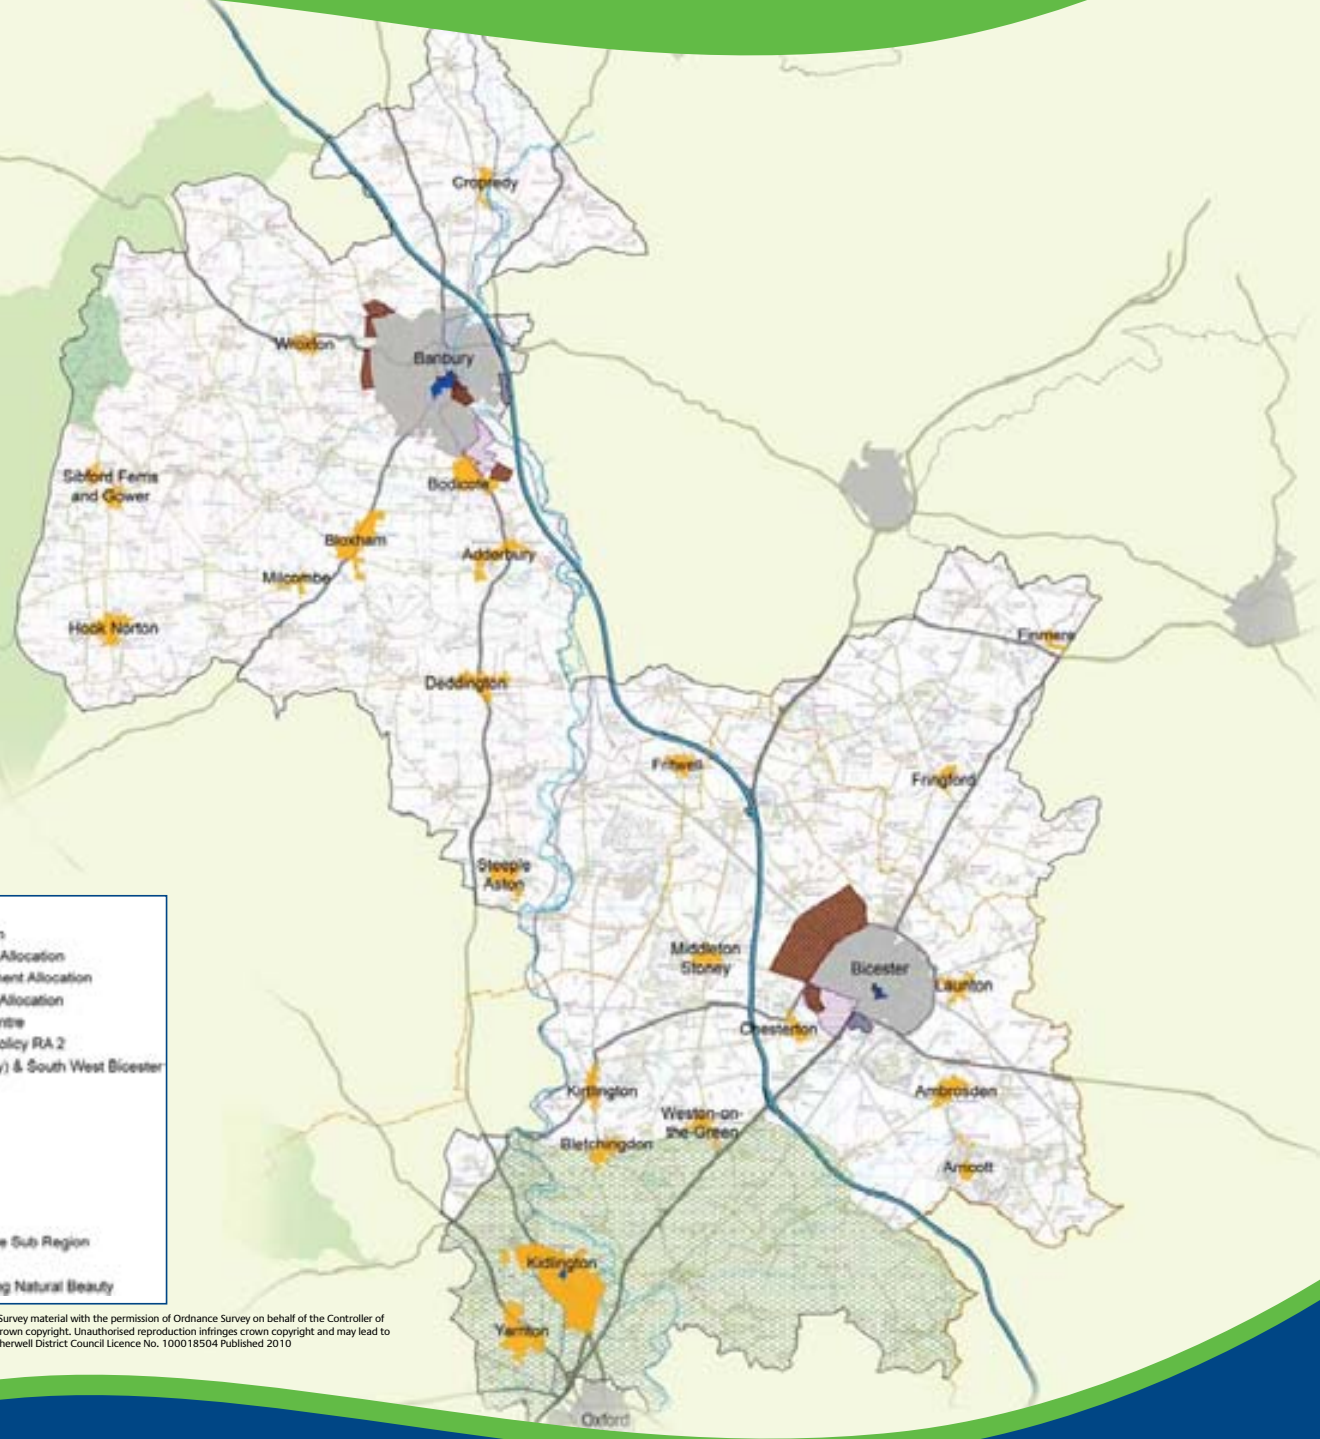 Cropredy
Wroxton
Banbury
Sibford Ferris
and Gower
Bodicote
Bloxham
Adderbury
Milcombe
Hook Norton
Finmere
Deddington
Fritwell
Fringford
Steeple
Aston
Middleton
Stoney
Bicester
Launton
Chesterton
Kirtlington
Ambrosden
Weston-on-
the-Green
Bletchingdon
Arncott
Kidlington
Yarnton
Oxford
n
Allocation
ent Allocation
Allocation
ntre
olicy RA 2
y) & South West Bicester
e Sub Region
g Natural Beauty
Survey material with the permission of Ordnance Survey on behalf of the Controller of
rown copyright. Unauthorised reproduction infringes crown copyright and may lead to
herwell District Council Licence No. 100018504 Published 2010